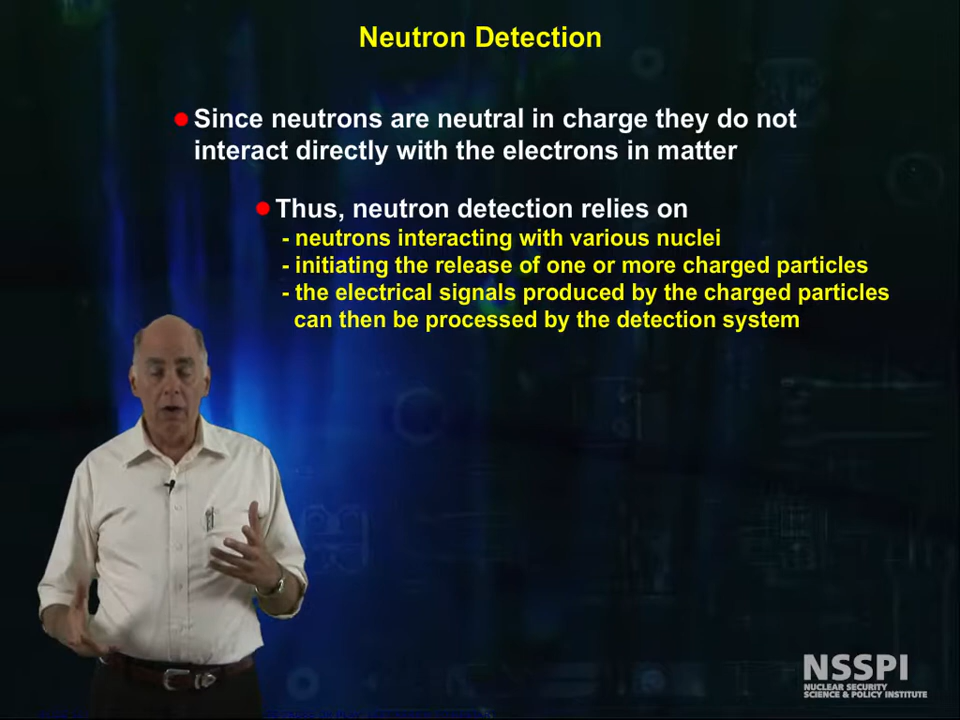 Neutron Detection
Since neutrons are neutral in charge they do not
interact directly with the electrons in matter
Thus, neutron detection relies on
- neutrons interacting with various nuclei
- initiating the release of one or more charged particles
- the electrical signals produced by the charged particles
can then be processed by the detection system
NSSPI
NUCLEAR SECURITY
SCIENCE & POLICY INSTITUTE